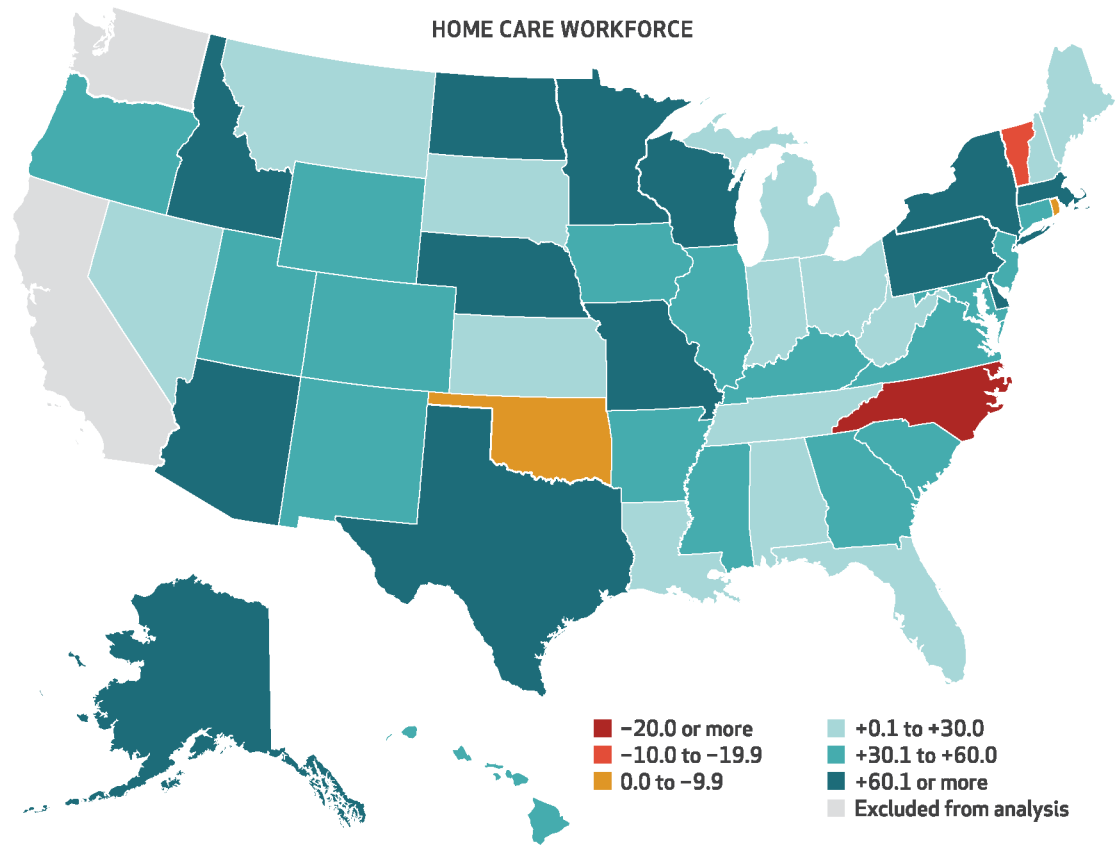 HOME CARE WORKFORCE
−20.0 or more
−10.0 to −19.9
0.0 to −9.9
+0.1 to +30.0
+30.1 to +60.0
+60.1 or more
Excluded from analysis